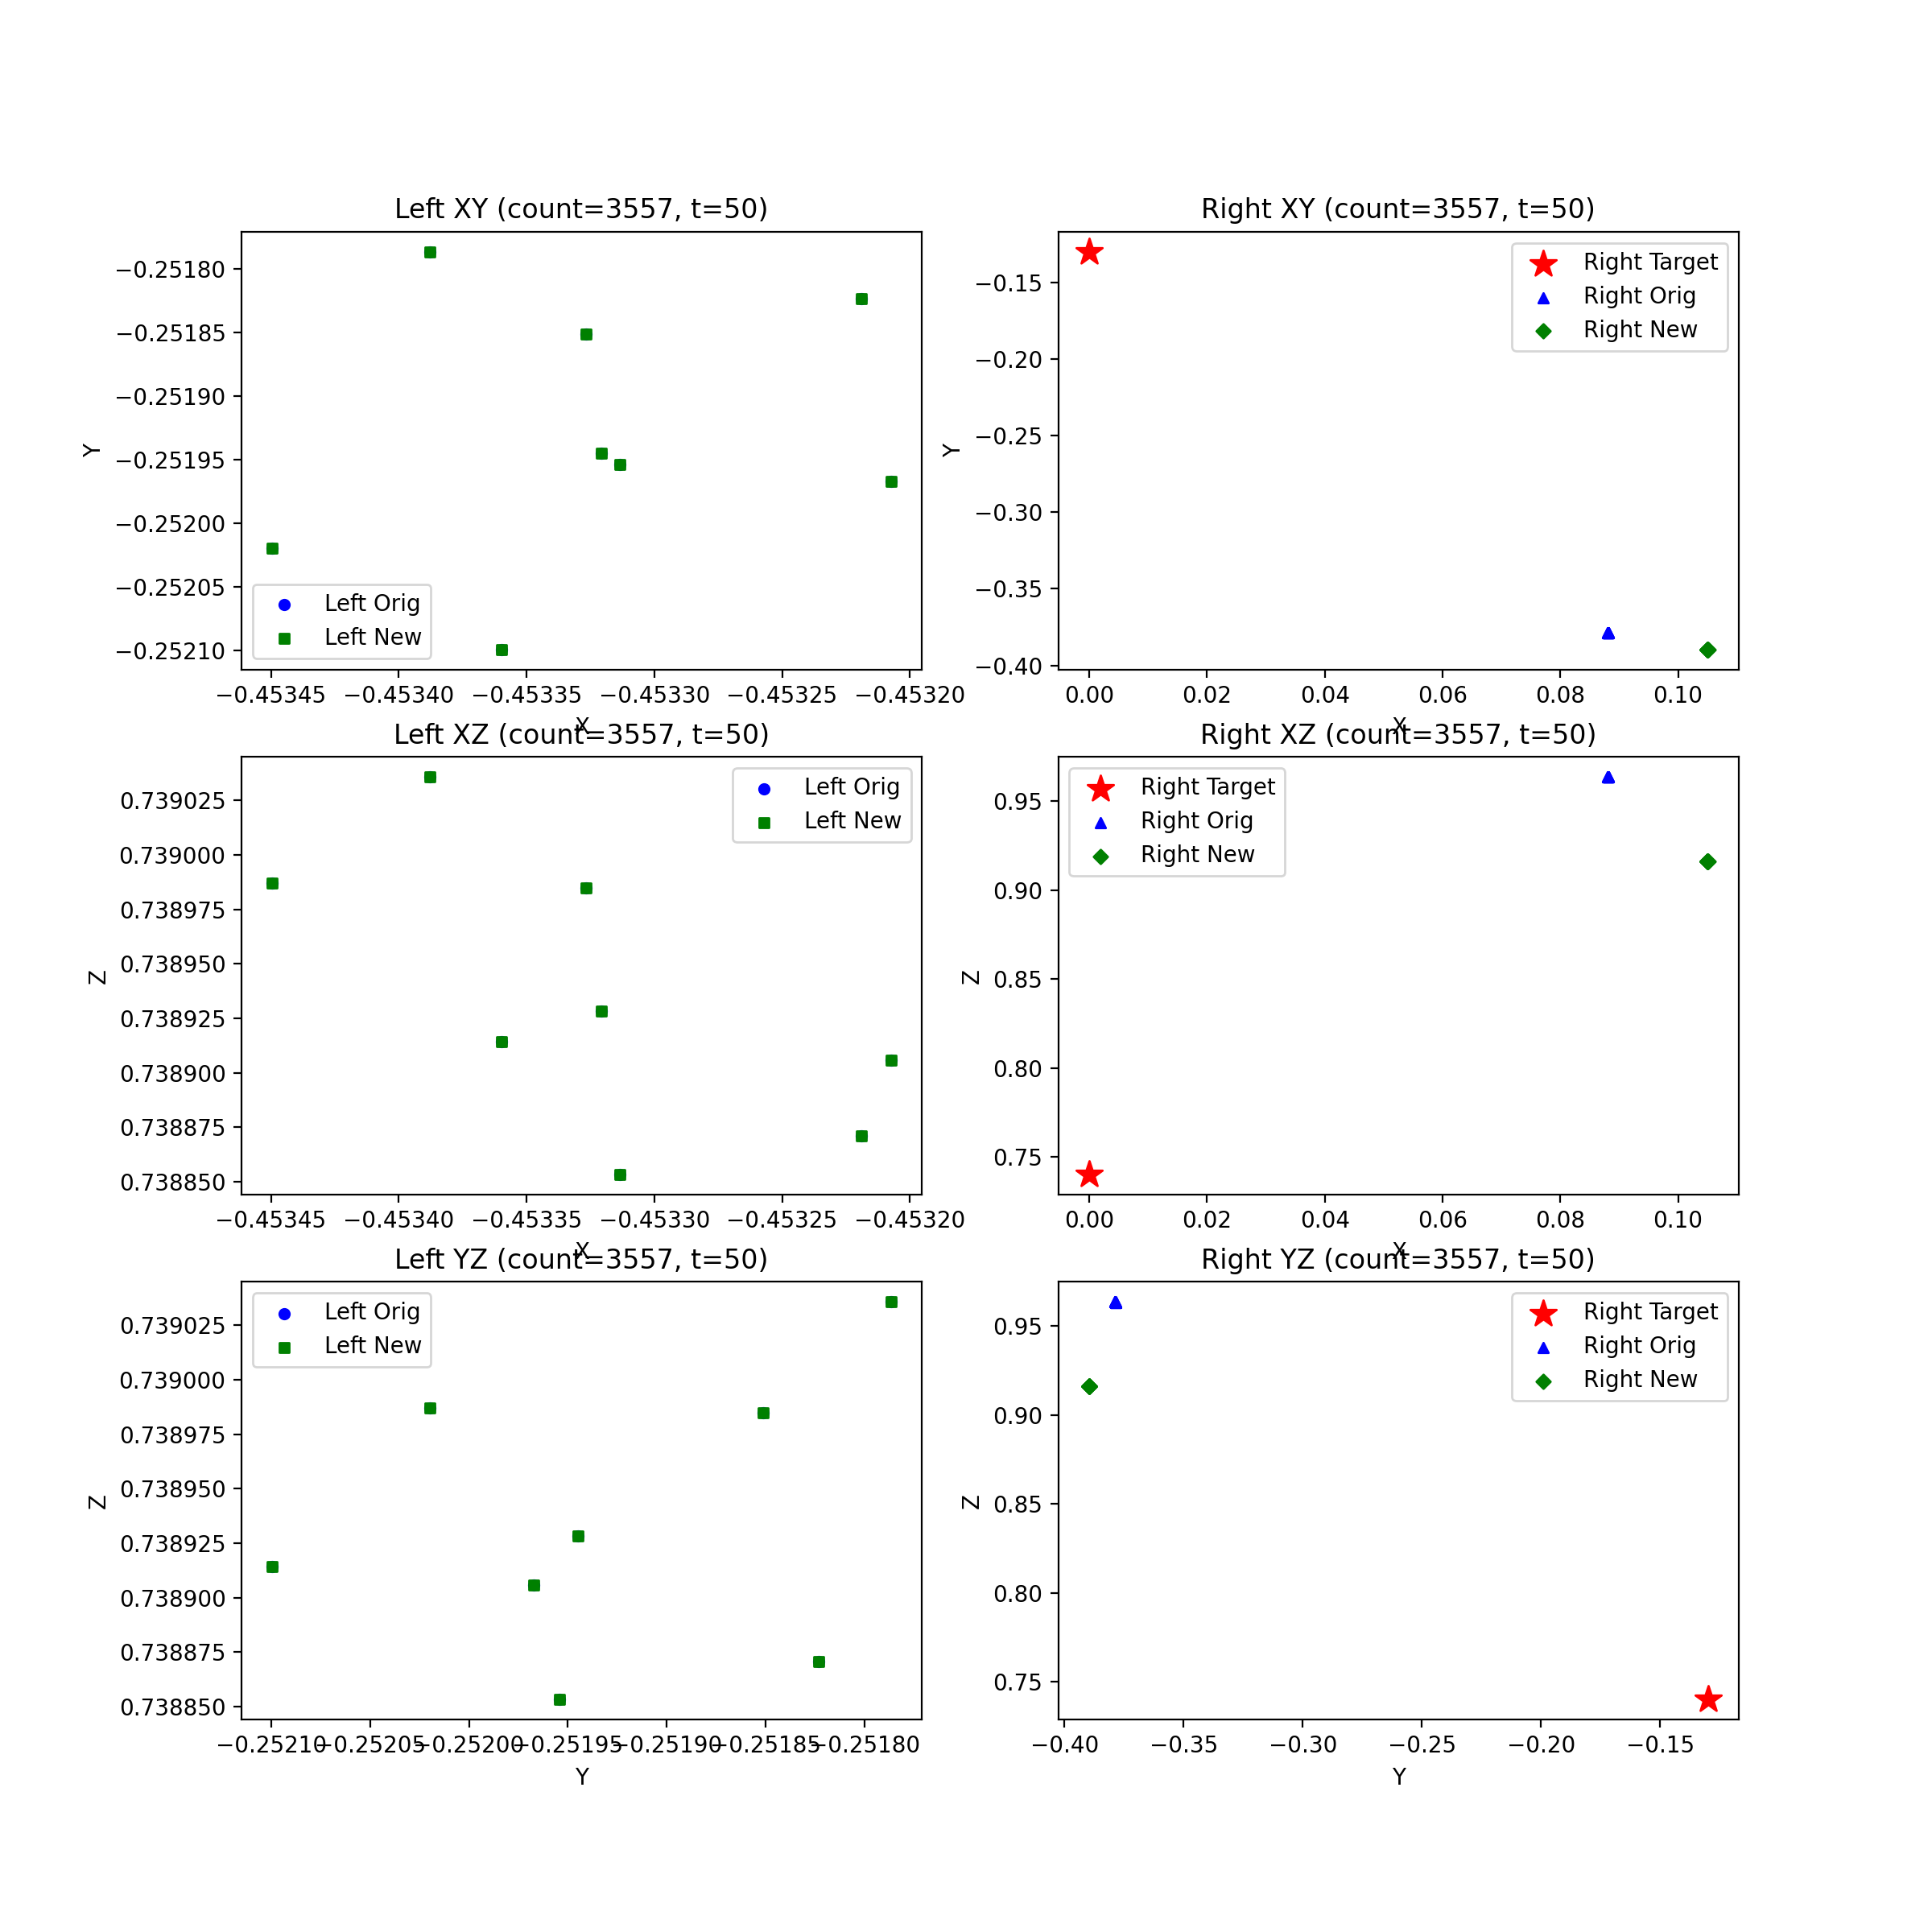 Left XY (count=3557, t=50)
−0.25180
−0.25185
−0.25190
−0.25195
−0.25200
−0.25205
−0.25210
Y
Left Orig
Left New
−0.45345 −0.45340 −0.45335 −0.45330 −0.45325 −0.45320
X
Right XY (count=3557, t=50)
−0.15
−0.20
−0.25
−0.30
−0.35
−0.40
Y
Right Target
Right Orig
Right New
0.00 0.02 0.04 0.06 0.08 0.10
X
Left XZ (count=3557, t=50)
0.739025
0.739000
0.738975
0.738950
0.738925
0.738900
0.738875
0.738850
Z
Left Orig
Left New
−0.45345 −0.45340 −0.45335 −0.45330 −0.45325 −0.45320
X
Right XZ (count=3557, t=50)
0.95
0.90
0.85
0.80
0.75
Z
Right Target
Right Orig
Right New
0.00 0.02 0.04 0.06 0.08 0.10
X
Left YZ (count=3557, t=50)
0.739025
0.739000
0.738975
0.738950
0.738925
0.738900
0.738875
0.738850
Z
Left Orig
Left New
−0.25210 −0.25205 −0.25200 −0.25195 −0.25190 −0.25185 −0.25180
Y
Right YZ (count=3557, t=50)
0.95
0.90
0.85
0.80
0.75
Z
Right Target
Right Orig
Right New
−0.40 −0.35 −0.30 −0.25 −0.20 −0.15
Y